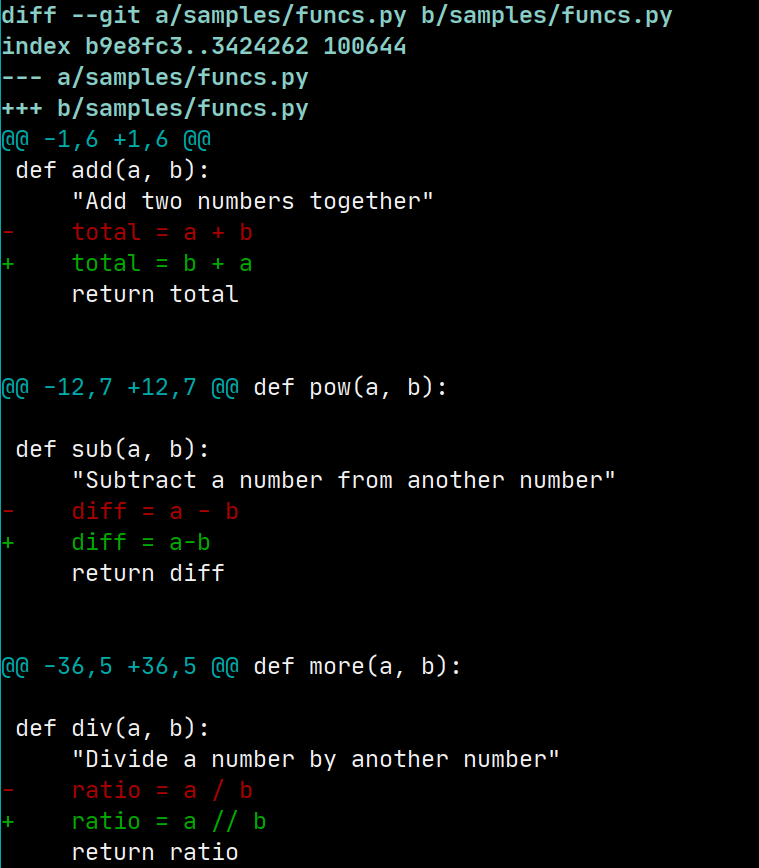 diff --git a/samples/funcs.py b/samples/funcs.py
index b9e8fc3..3424262 100644
--- a/samples/funcs.py
+++ b/samples/funcs.py
@@ -1,6 +1,6 @@
 def add(a, b):
     "Add two numbers together"
-    total = a + b
+    total = b + a
     return total
@@ -12,7 +12,7 @@ def pow(a, b):
 def sub(a, b):
     "Subtract a number from another number"
-    diff = a - b
+    diff = a-b
     return diff
@@ -36,5 +36,5 @@ def more(a, b):
 def div(a, b):
     "Divide a number by another number"
-    ratio = a / b
+    ratio = a // b
     return ratio